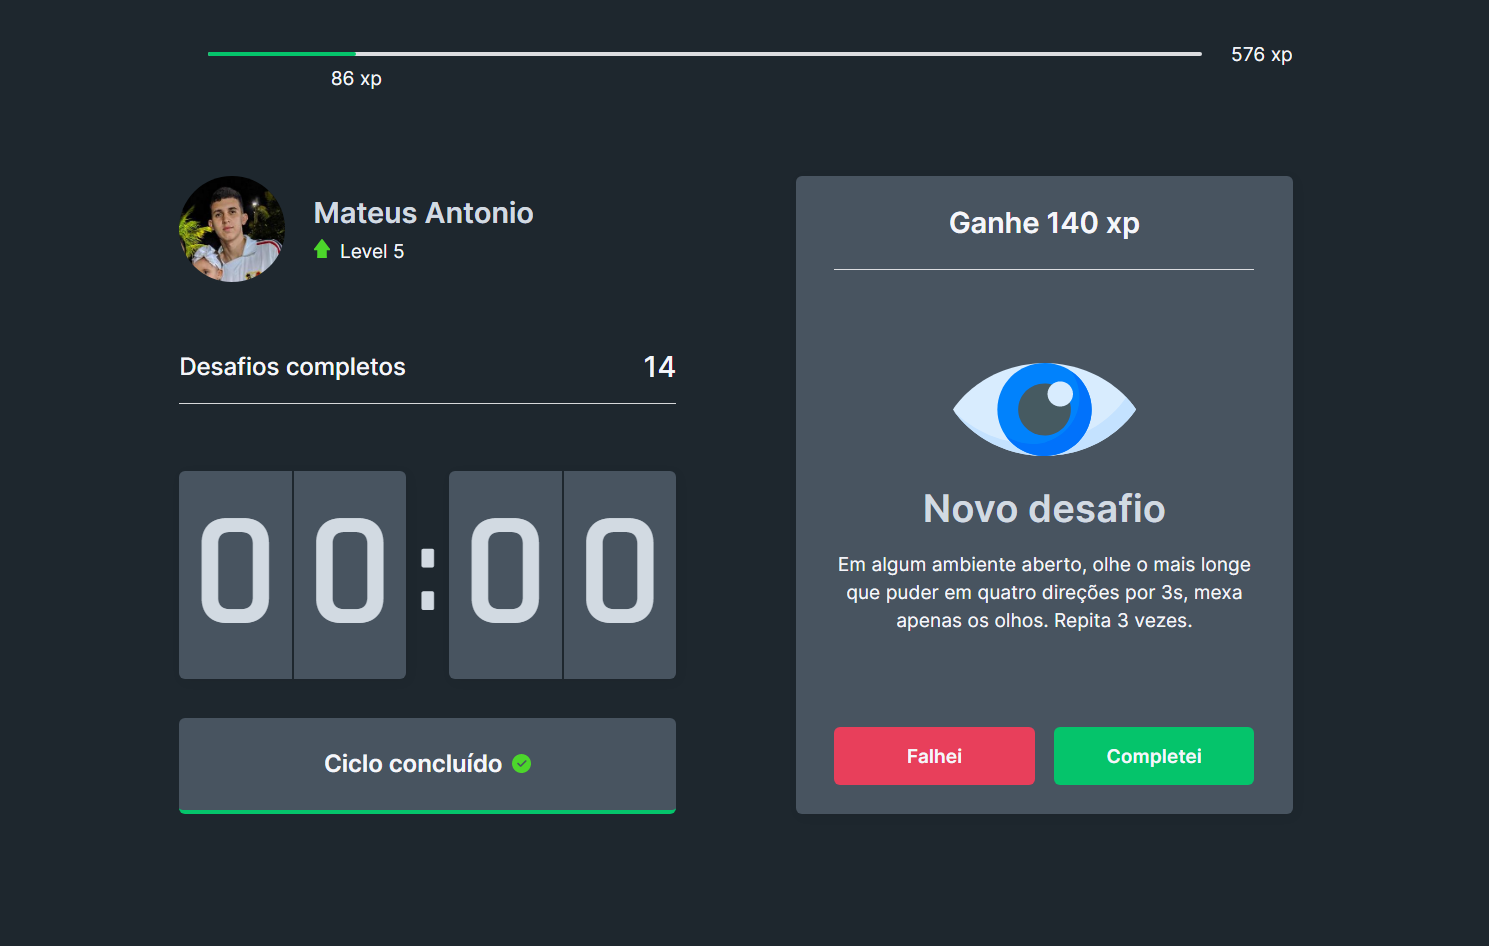 576 xp
86 xp
Mateus Antonio
Level 5
Desafios completos 14
00:00
Ciclo concluído
Ganhe 140 xp
Novo desafio
Em algum ambiente aberto, olhe o mais longe
que puder em quatro direções por 3s, mexa
apenas os olhos. Repita 3 vezes.
Falhei
Completei